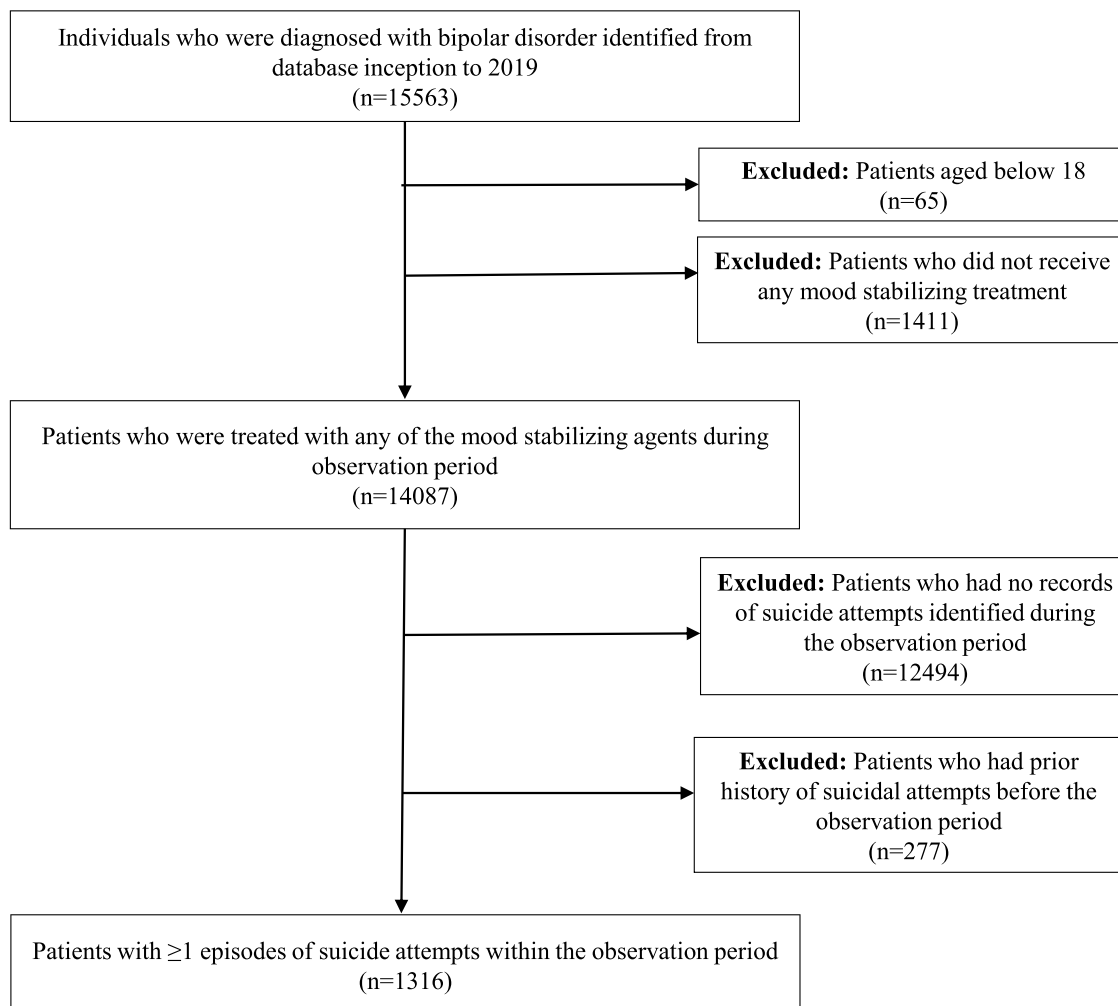 Individuals who were diagnosed with bipolar disorder identified from
database inception to 2019
(n=15563)
Excluded: Patients aged below 18
(n=65)
Excluded: Patients who did not receive
any mood stabilizing treatment
(n=1411)
Patients who were treated with any of the mood stabilizing agents during
observation period
(n=14087)
Excluded: Patients who had no records
of suicide attempts identified during
the observation period
(n=12494)
Excluded: Patients who had prior
history of suicidal attempts before the
observation period
(n=277)
Patients with ≥1 episodes of suicide attempts within the observation period
(n=1316)